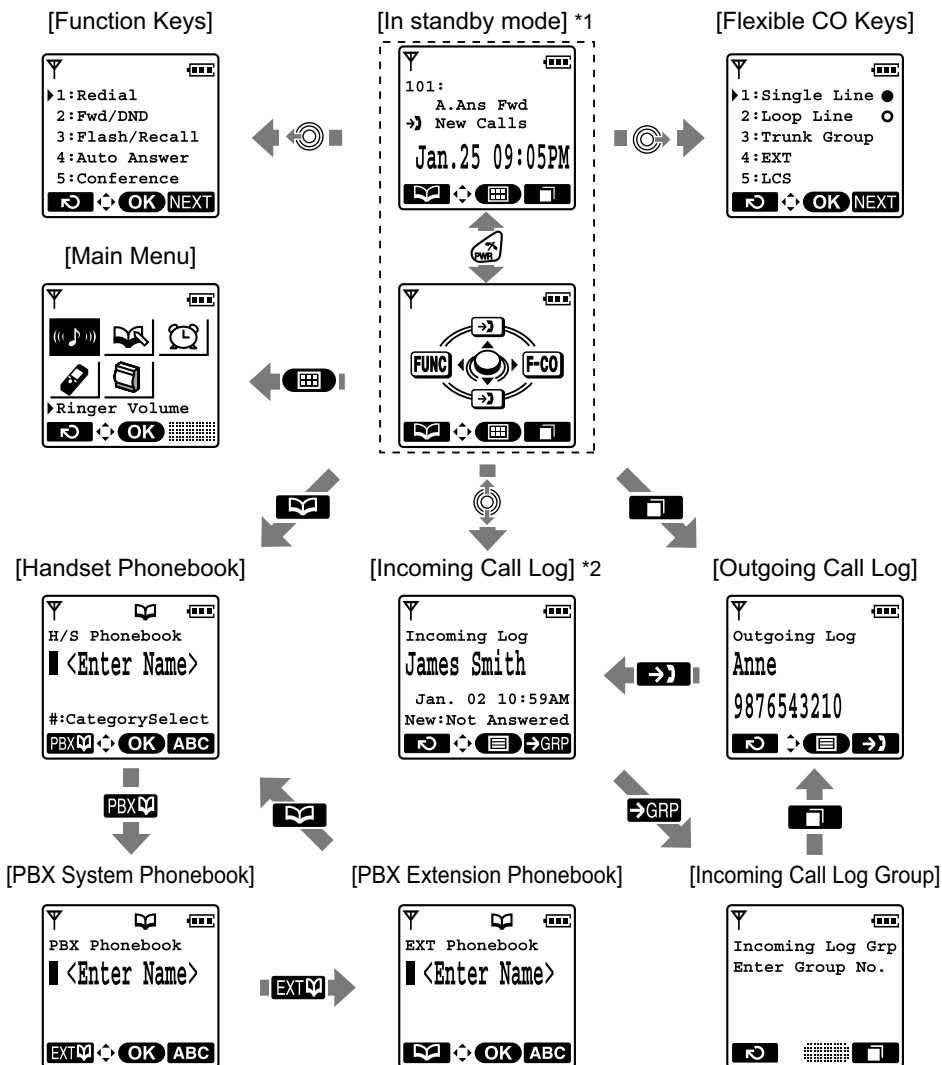 [Function Keys]
[In standby mode] *1
[Flexible CO Keys]
1:Redial
2:Fwd/DND
3:Flash/Recall
4:Auto Answer
5:Conference
OK NEXT
101:
A.Ans Fwd
New Calls
Jan.25 09:05PM
1:Single Line
2:Loop Line
3:Trunk Group
4:EXT
5:LCS
OK NEXT
PWR
[Main Menu]
Ringer Volume
OK
FUNC F-CO
[Handset Phonebook]
[Incoming Call Log] *2
[Outgoing Call Log]
H/S Phonebook
<Enter Name>
#:CategorySelect
PBX OK ABC
Incoming Log
James Smith
Jan. 02 10:59AM
New:Not Answered
→GRP
Outgoing Log
Anne
9876543210
PBX
→GRP
[PBX System Phonebook]
[PBX Extension Phonebook]
[Incoming Call Log Group]
PBX Phonebook
<Enter Name>
EXT OK ABC
EXT
EXT Phonebook
<Enter Name>
OK ABC
Incoming Log Grp
Enter Group No.